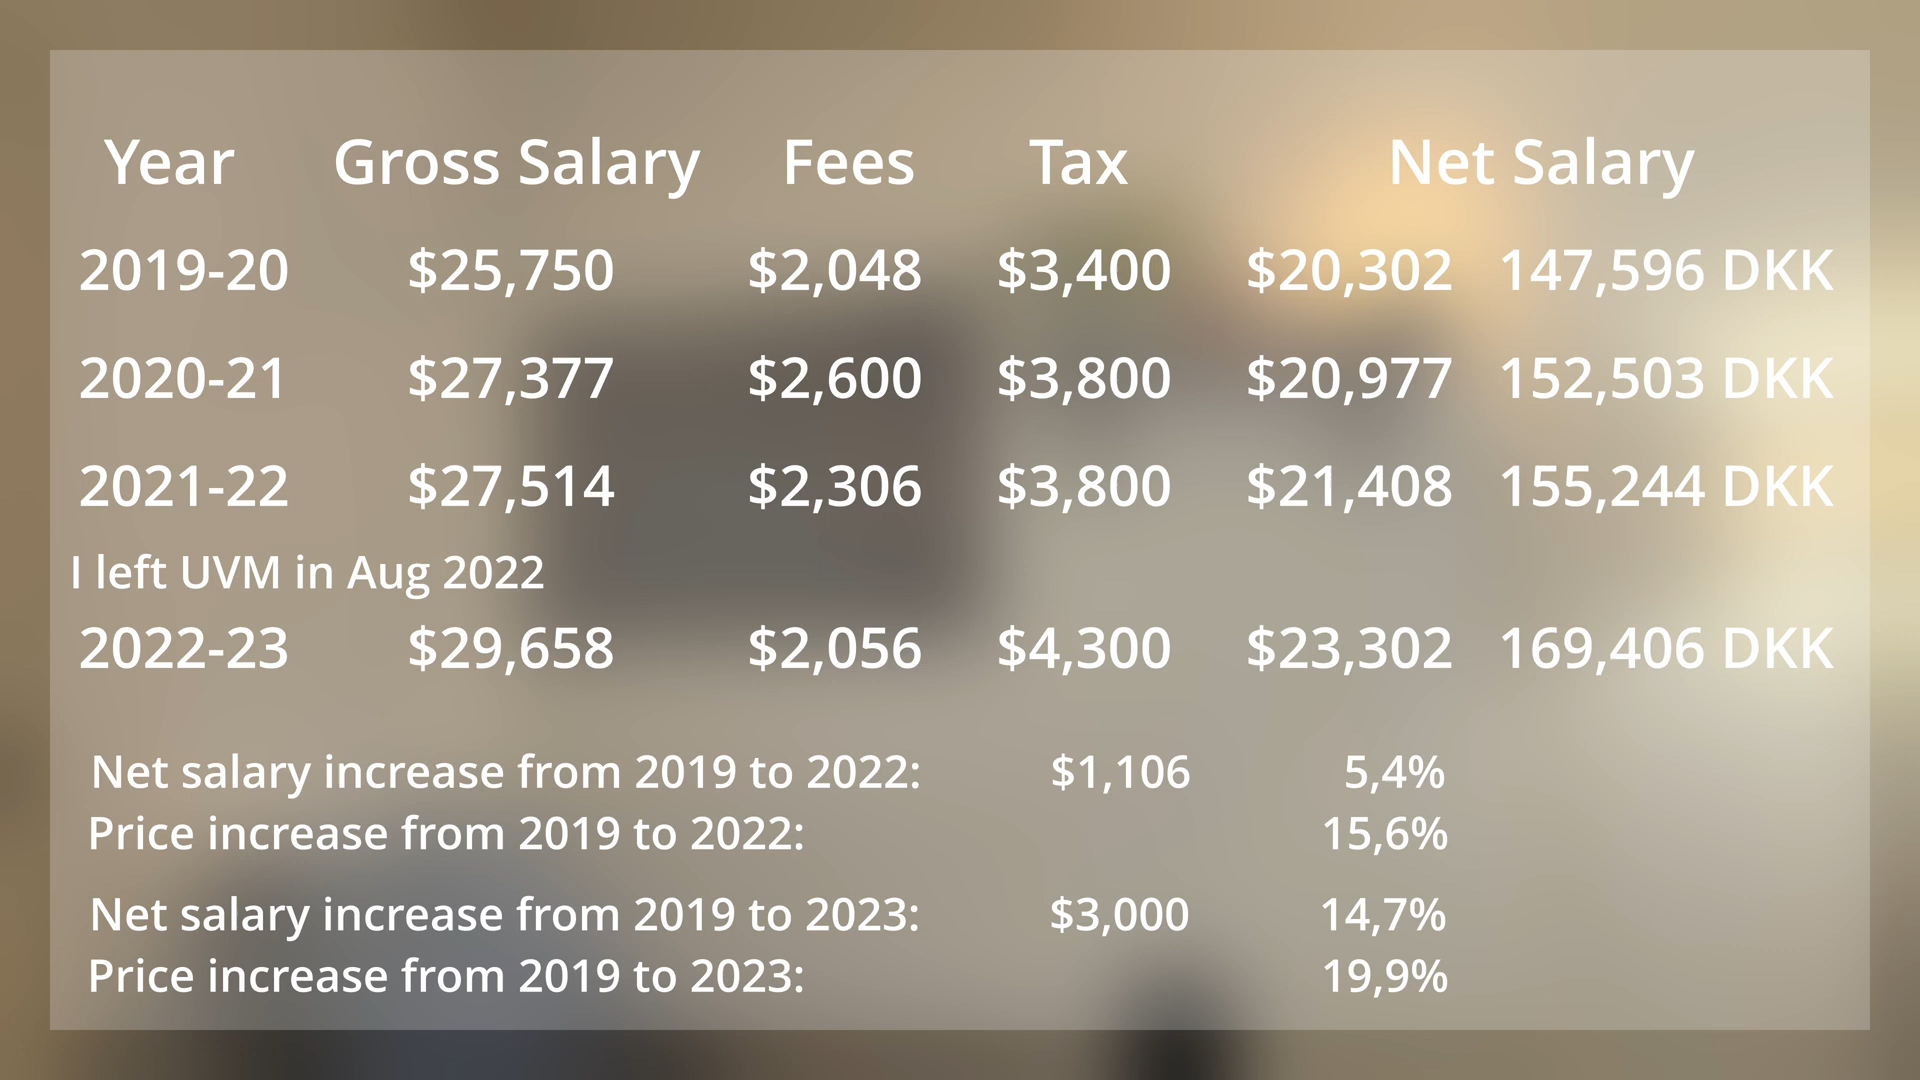 Year Gross Salary Fees Tax Net Salary
2019-20 $25,750 $2,048 $3,400 $20,302 147,596 DKK
2020-21 $27,377 $2,600 $3,800 $20,977 152,503 DKK
2021-22 $27,514 $2,306 $3,800 $21,408 155,244 DKK
I left UVM in Aug 2022
2022-23 $29,658 $2,056 $4,300 $23,302 169,406 DKK
Net salary increase from 2019 to 2022: $1,106 5,4%
Price increase from 2019 to 2022: 15,6%
Net salary increase from 2019 to 2023: $3,000 14,7%
Price increase from 2019 to 2023: 19,9%